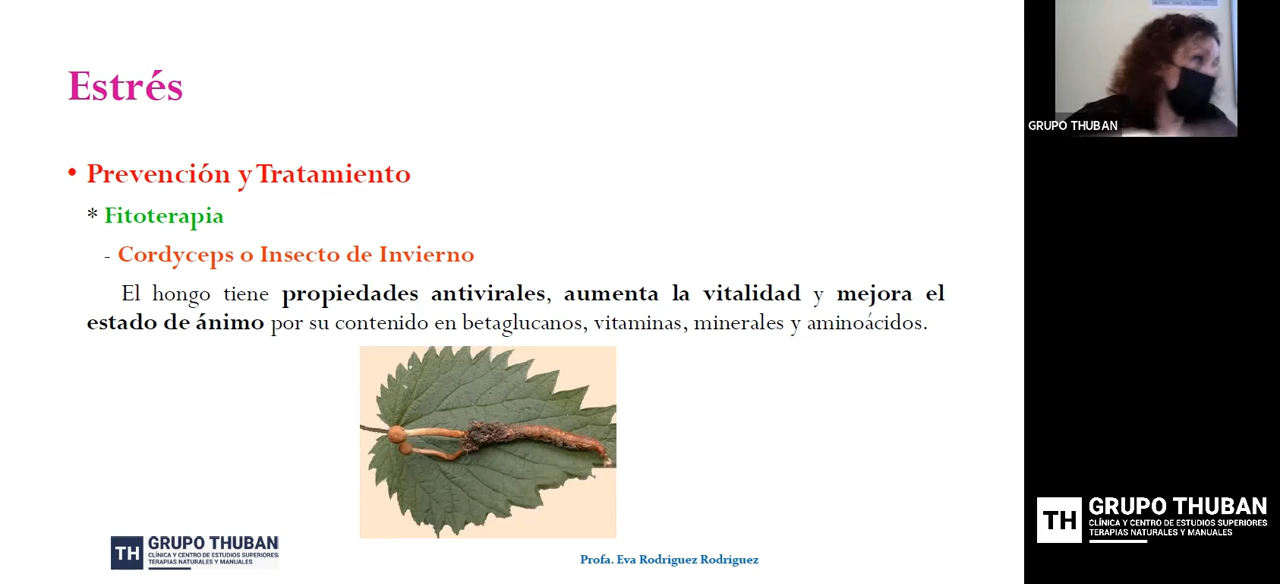 Estrés
• Prevención y Tratamiento
* Fitoterapia
- Cordyceps o Insecto de Invierno
El hongo tiene propiedades antivirales, aumenta la vitalidad y mejora el
estado de ánimo por su contenido en betaglucanos, vitaminas, minerales y aminoácidos.
TH GRUPO THUBAN
CLÍNICA Y CENTRO DE ESTUDIOS SUPERIORES
TERAPIAS NATURALES Y MANUALES
Profa. Eva Rodríguez Rodríguez
GRUPO THUBAN
TH GRUPO THUBAN
CLÍNICA Y CENTRO DE ESTUDIOS SUPERIORES
TERAPIAS NATURALES Y MANUALES